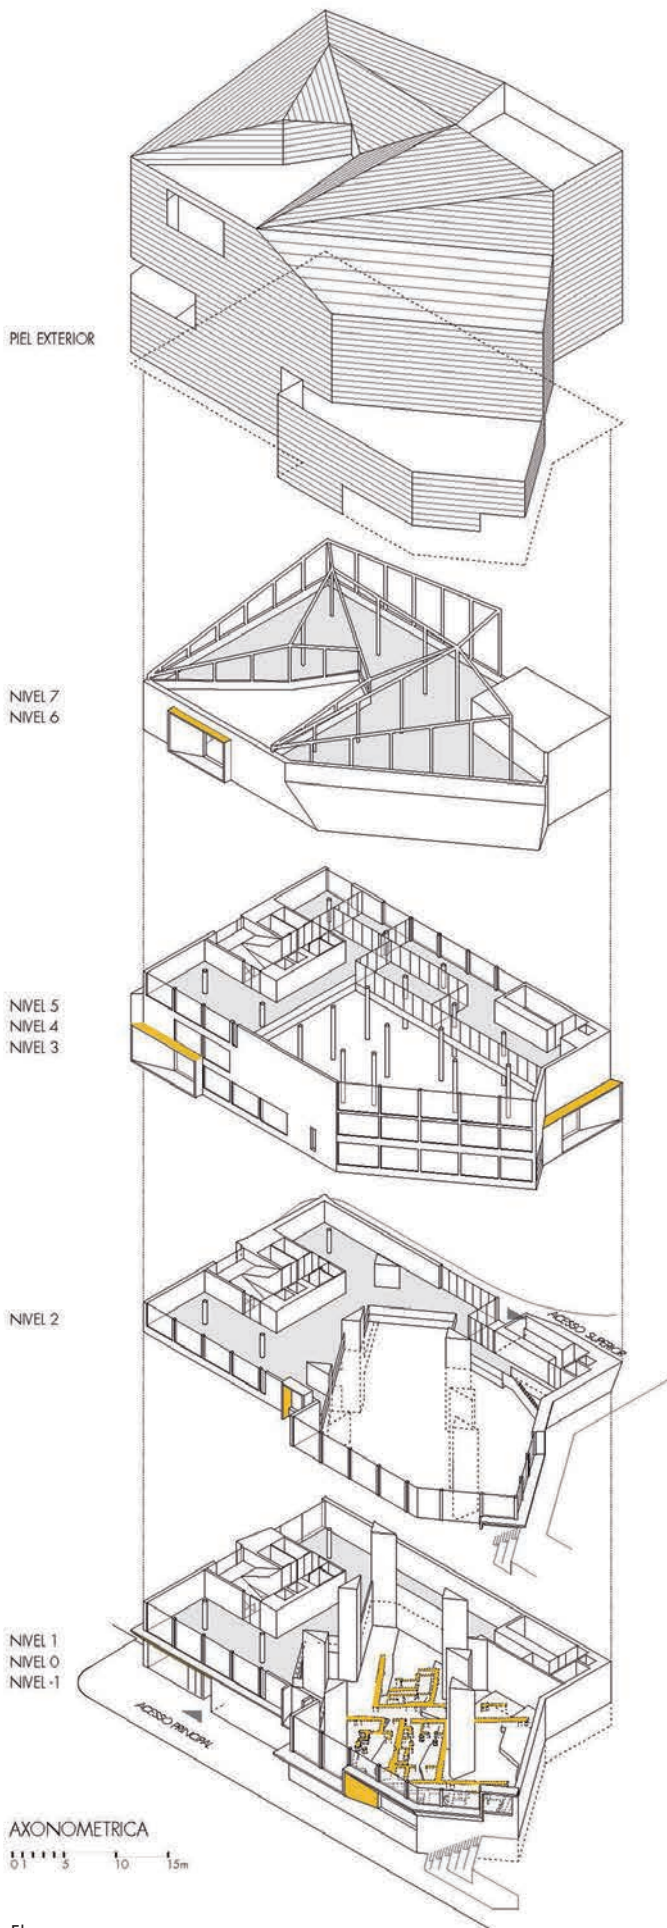 PIEL EXTERIOR
NIVEL 7
NIVEL 6
NIVEL 5
NIVEL 4
NIVEL 3
NIVEL 2
ACESSO SUPERIOR
NIVEL 1
NIVEL 0
NIVEL -1
ACESSO PRINCIPAL
AXONOMETRICA
0 1 5 10 15m